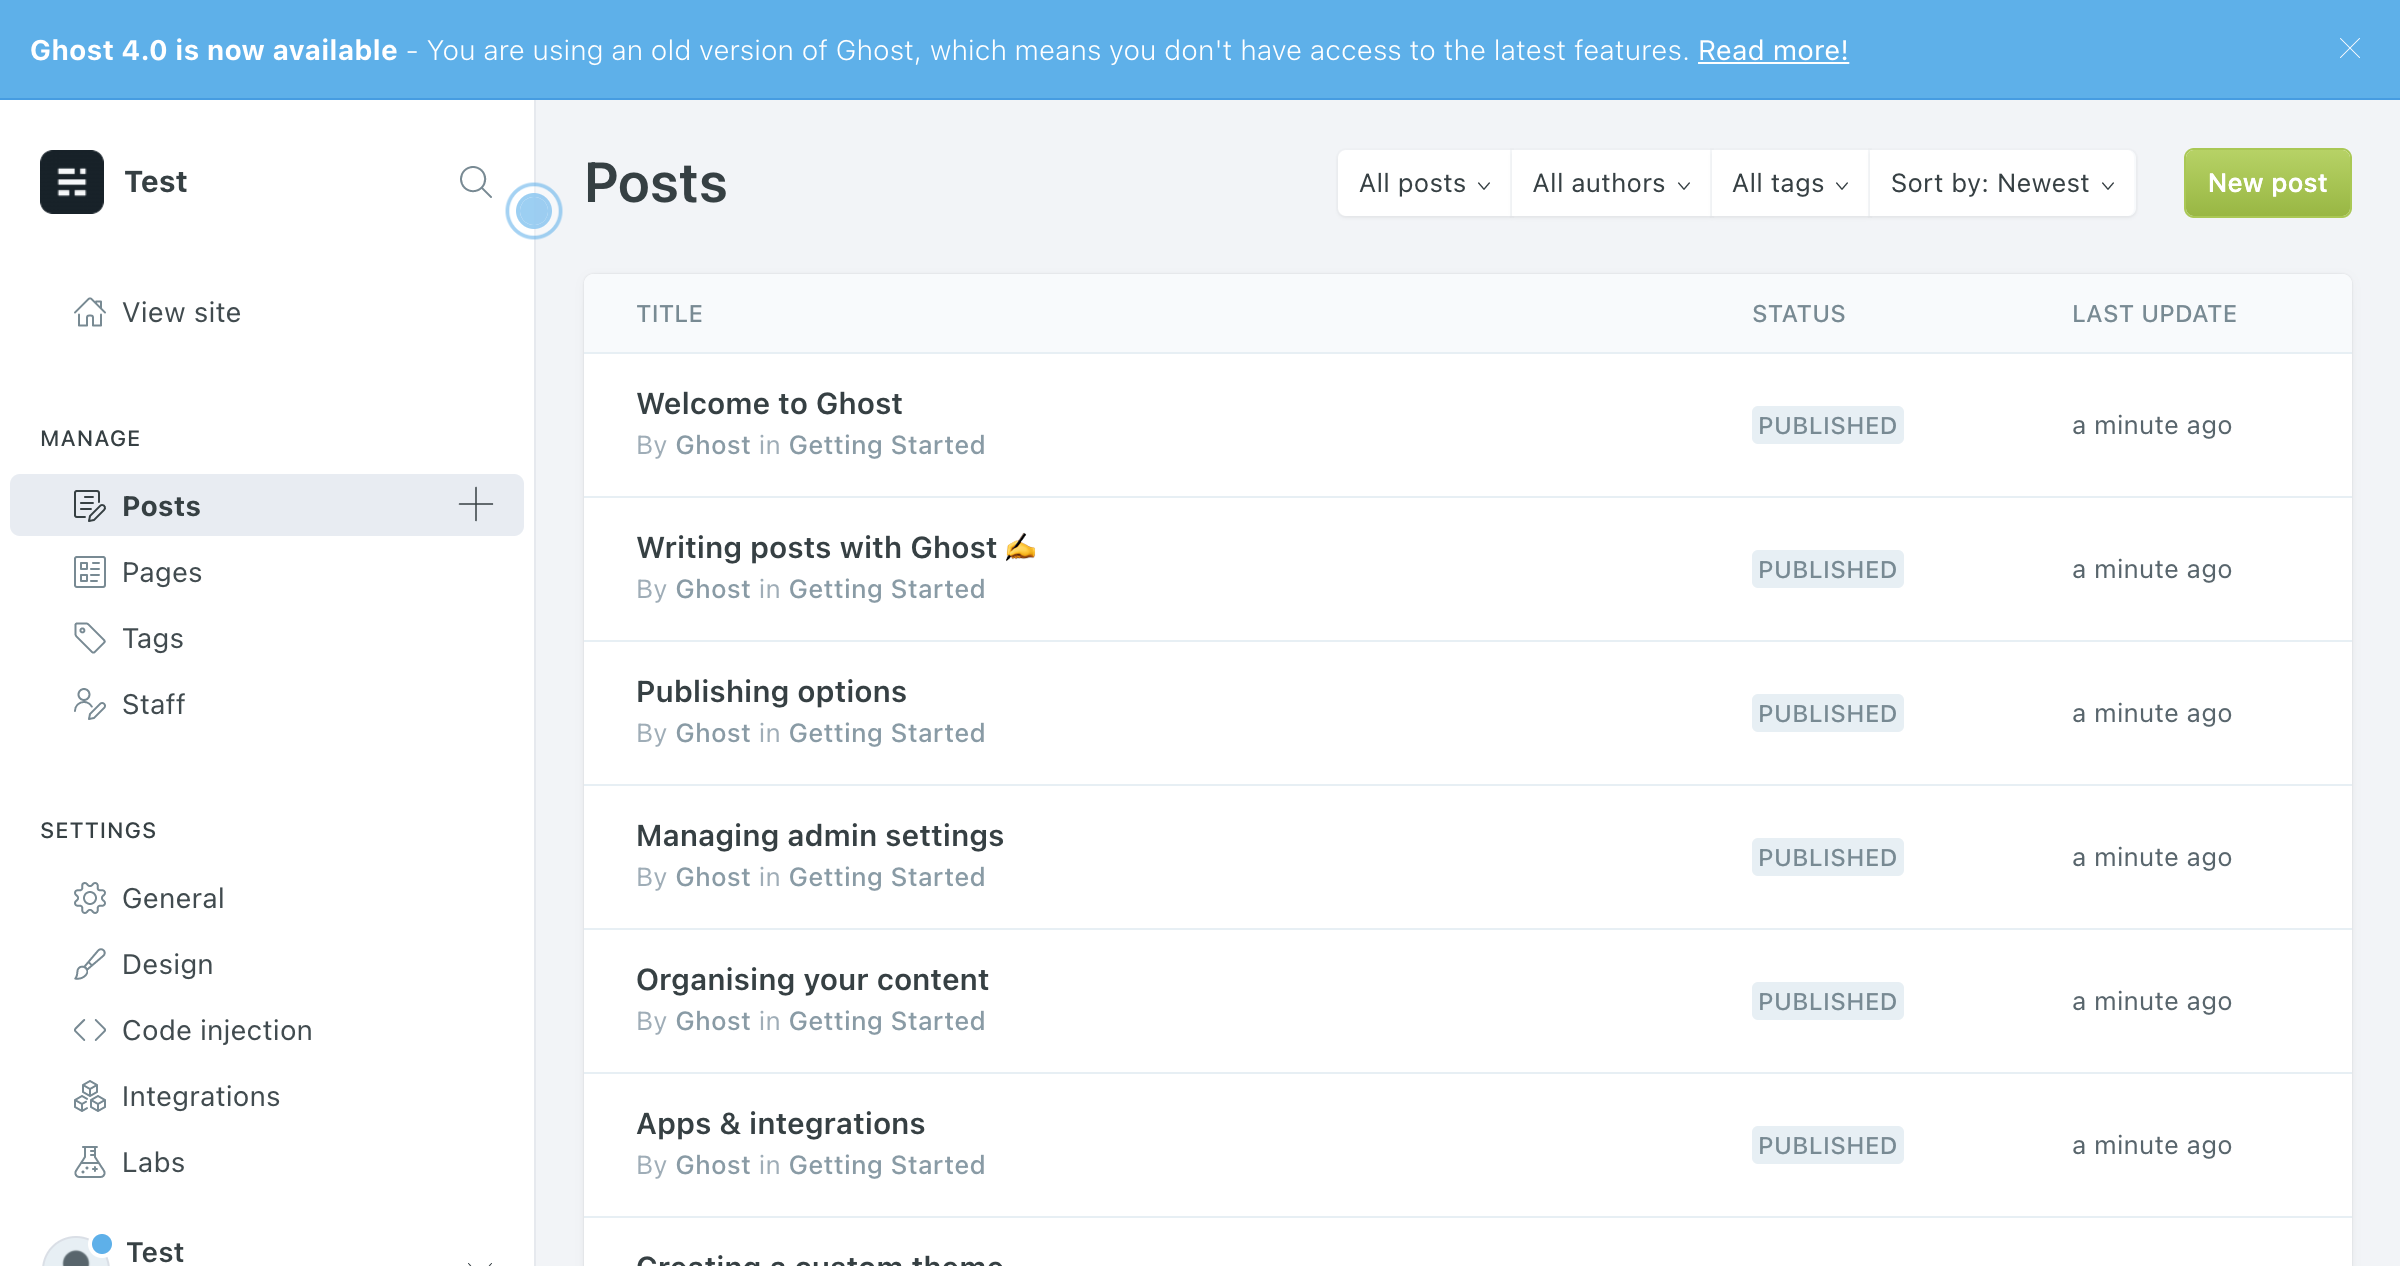 Ghost 4.0 is now available - You are using an old version of Ghost, which means you don't have access to the latest features. Read more!
Test
View site
MANAGE
Posts
Pages
Tags
Staff
SETTINGS
General
Design
Code injection
Integrations
Labs
Test
Posts
All posts
All authors
All tags
Sort by: Newest
New post
TITLE STATUS LAST UPDATE
Welcome to Ghost
By Ghost in Getting Started
PUBLISHED
a minute ago
Writing posts with Ghost ✍️
By Ghost in Getting Started
PUBLISHED
a minute ago
Publishing options
By Ghost in Getting Started
PUBLISHED
a minute ago
Managing admin settings
By Ghost in Getting Started
PUBLISHED
a minute ago
Organising your content
By Ghost in Getting Started
PUBLISHED
a minute ago
Apps & integrations
By Ghost in Getting Started
PUBLISHED
a minute ago
Creating a custom theme